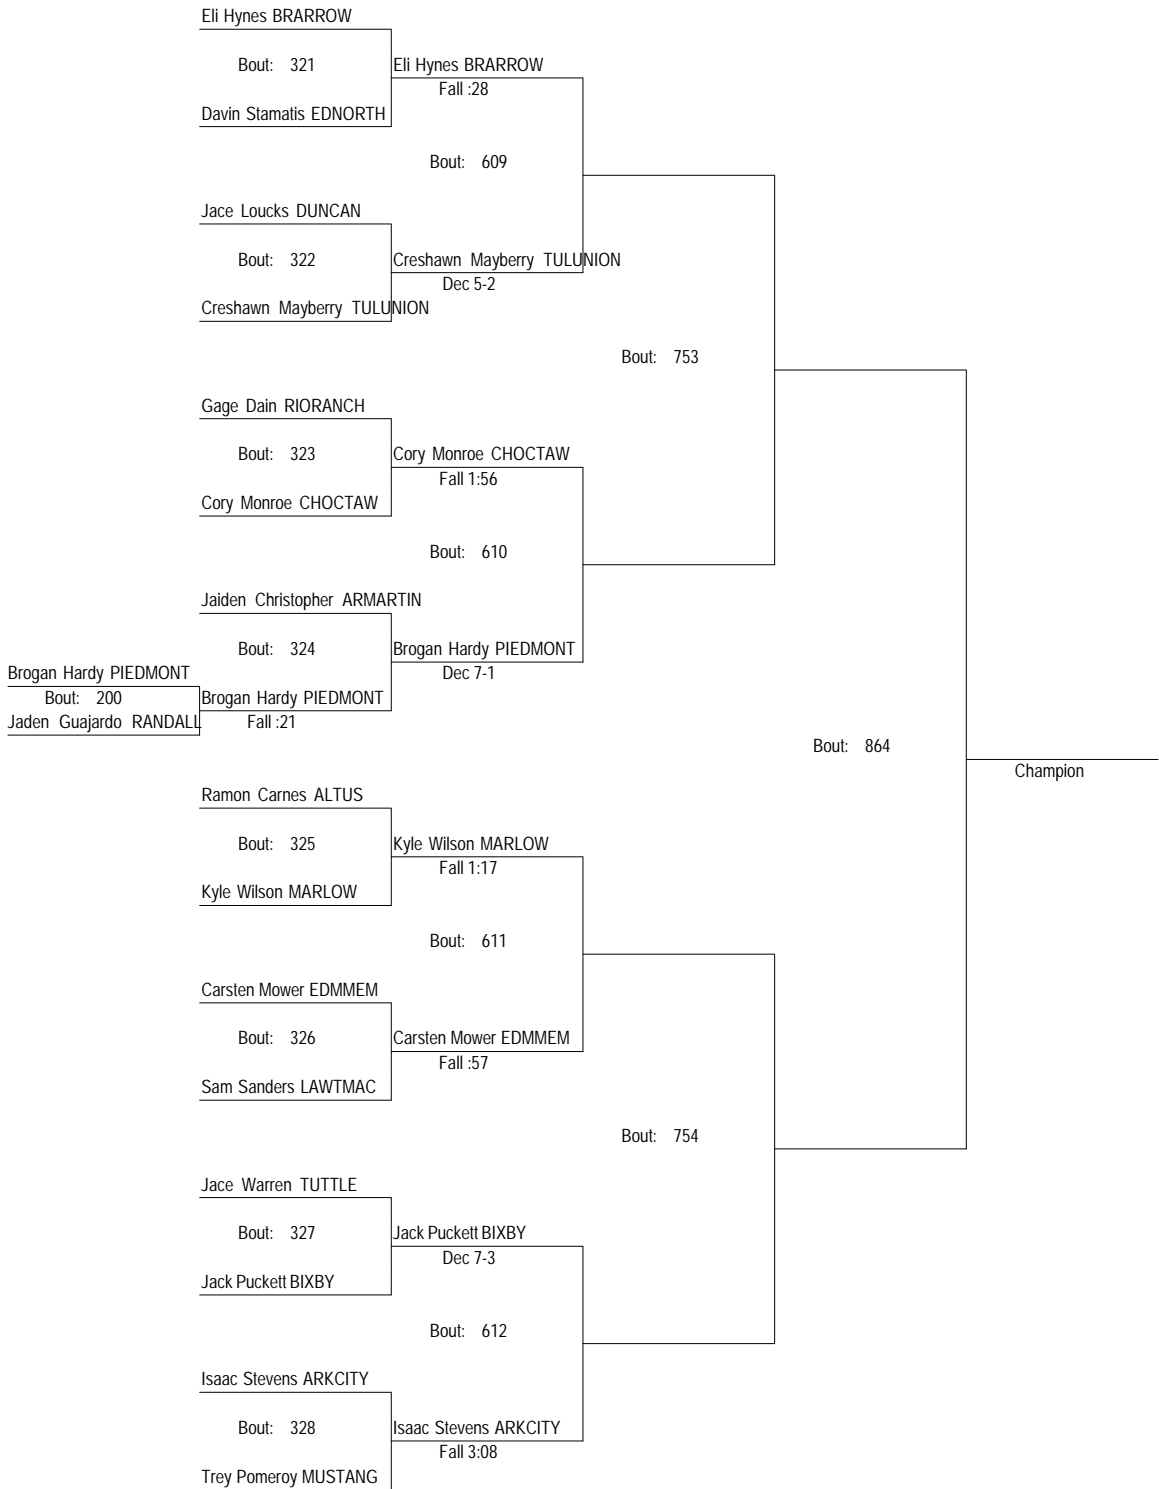 Eli Hynes BRARROW
Bout: 321
Eli Hynes BRARROW
Fall :28
Davin Stamatis EDNORTH
Bout: 609
Jace Loucks DUNCAN
Bout: 322
Creshawn Mayberry TULUNION
Dec 5-2
Creshawn Mayberry TULUNION
Bout: 753
Gage Dain RIORANCH
Bout: 323
Cory Monroe CHOCTAW
Fall 1:56
Cory Monroe CHOCTAW
Bout: 610
Jaiden Christopher ARMARTIN
Bout: 324
Brogan Hardy PIEDMONT
Dec 7-1
Brogan Hardy PIEDMONT
Bout: 200
Brogan Hardy PIEDMONT
Jaden Guajardo RANDALL
Fall :21
Bout: 864
Champion
Ramon Carnes ALTUS
Bout: 325
Kyle Wilson MARLOW
Fall 1:17
Kyle Wilson MARLOW
Bout: 611
Carsten Mower EDMMEM
Bout: 326
Carsten Mower EDMMEM
Fall :57
Sam Sanders LAWTMAC
Bout: 754
Jace Warren TUTTLE
Bout: 327
Jack Puckett BIXBY
Dec 7-3
Jack Puckett BIXBY
Bout: 612
Isaac Stevens ARKCITY
Bout: 328
Isaac Stevens ARKCITY
Fall 3:08
Trey Pomeroy MUSTANG